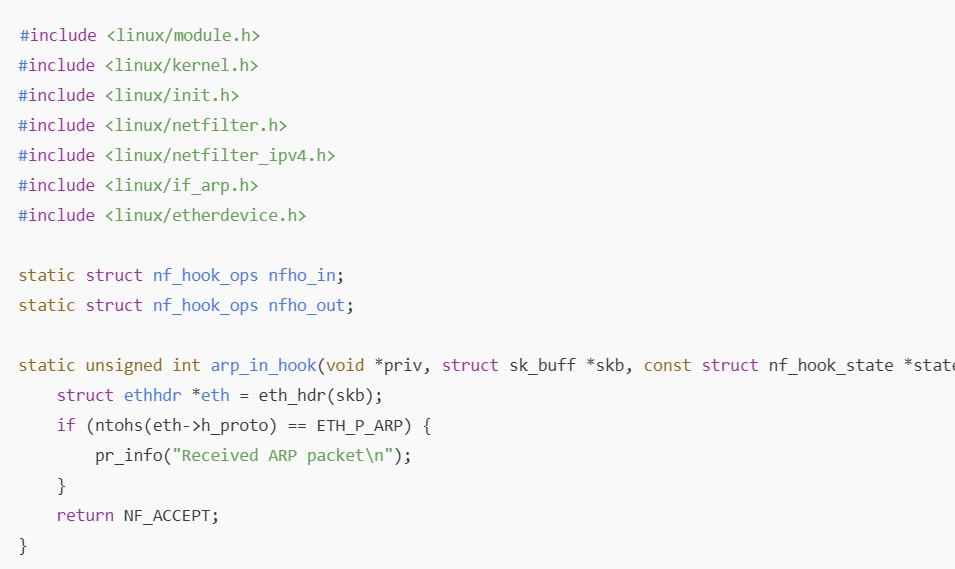 #include <linux/module.h>
#include <linux/kernel.h>
#include <linux/init.h>
#include <linux/netfilter.h>
#include <linux/netfilter_ipv4.h>
#include <linux/if_arp.h>
#include <linux/etherdevice.h>

static struct nf_hook_ops nfho_in;
static struct nf_hook_ops nfho_out;

static unsigned int arp_in_hook(void *priv, struct sk_buff *skb, const struct nf_hook_state *state
    struct ethhdr *eth = eth_hdr(skb);
    if (ntohs(eth->h_proto) == ETH_P_ARP) {
        pr_info("Received ARP packet\n");
    }
    return NF_ACCEPT;
}